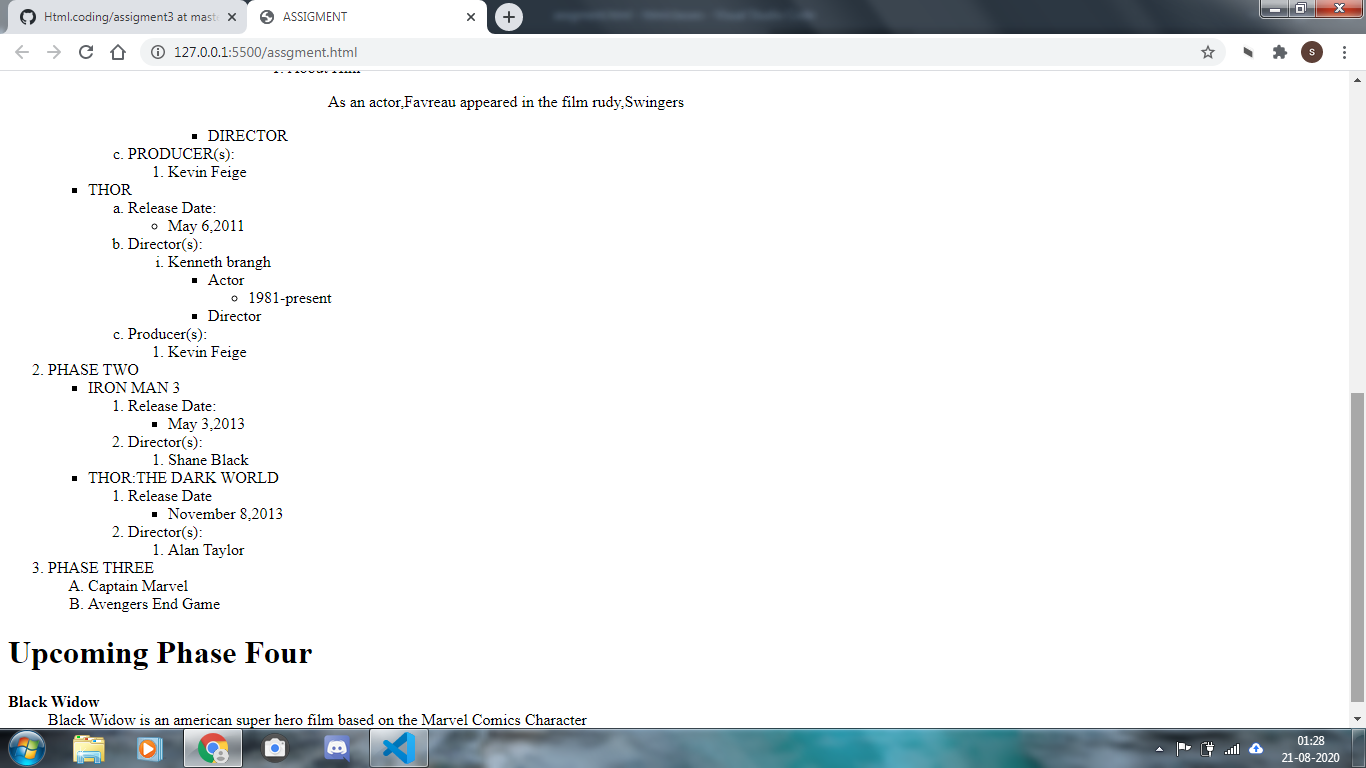 Html.coding/assigment3 at mast
ASSIGMENT
127.0.0.1:5500/assgment.html
S
1. About Him
As an actor,Favreau appeared in the film rudy,Swingers
DIRECTOR
c. PRODUCER(s):
1. Kevin Feige
THOR
a. Release Date:
May 6,2011
b. Director(s):
i. Kenneth brangh
Actor
1981-present
Director
c. Producer(s):
1. Kevin Feige
2. PHASE TWO
IRON MAN 3
1. Release Date:
May 3,2013
2. Director(s):
1. Shane Black
THOR:THE DARK WORLD
1. Release Date
November 8,2013
2. Director(s):
1. Alan Taylor
3. PHASE THREE
A. Captain Marvel
B. Avengers End Game
Upcoming Phase Four
Black Widow
Black Widow is an american super hero film based on the Marvel Comics Character
01:28
21-08-2020